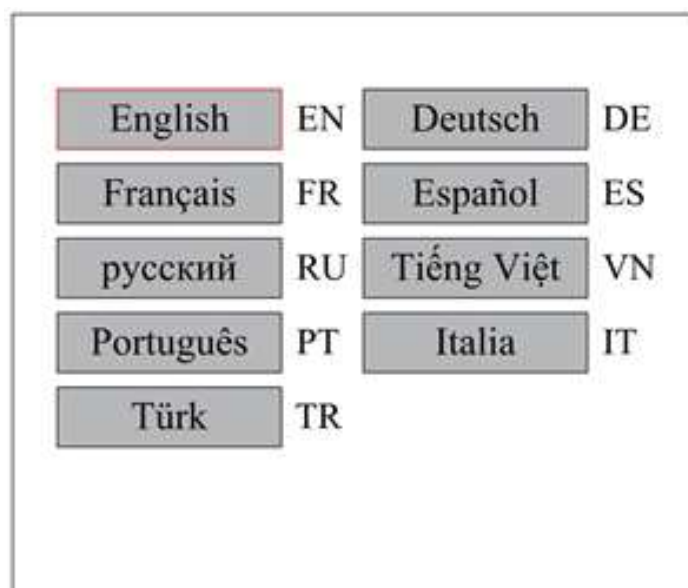 English EN Deutsch DE
Français FR Español ES
русский RU Tiếng Việt VN
Português PT Italia IT
Türk TR